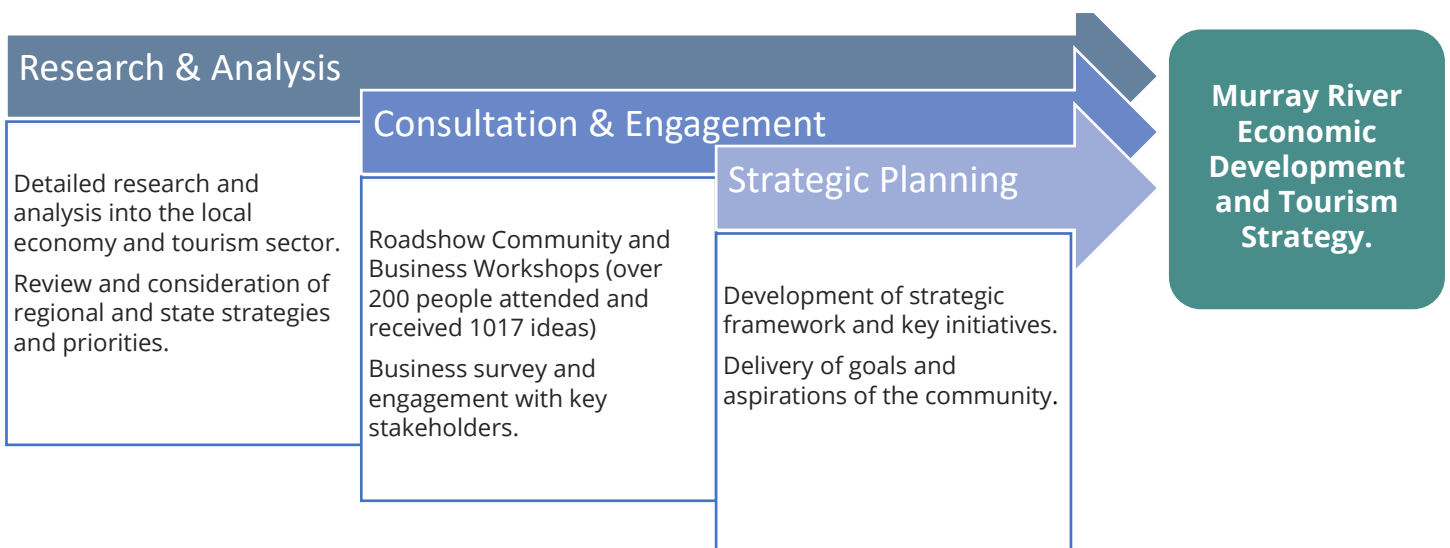 Research & Analysis
Detailed research and
analysis into the local
economy and tourism sector.
Review and consideration of
regional and state strategies
and priorities.
Consultation & Engagement
Roadshow Community and
Business Workshops (over
200 people attended and
received 1017 ideas)
Business survey and
engagement with key
stakeholders.
Strategic Planning
Development of strategic
framework and key initiatives.
Delivery of goals and
aspirations of the community.
Murray River
Economic
Development
and Tourism
Strategy.